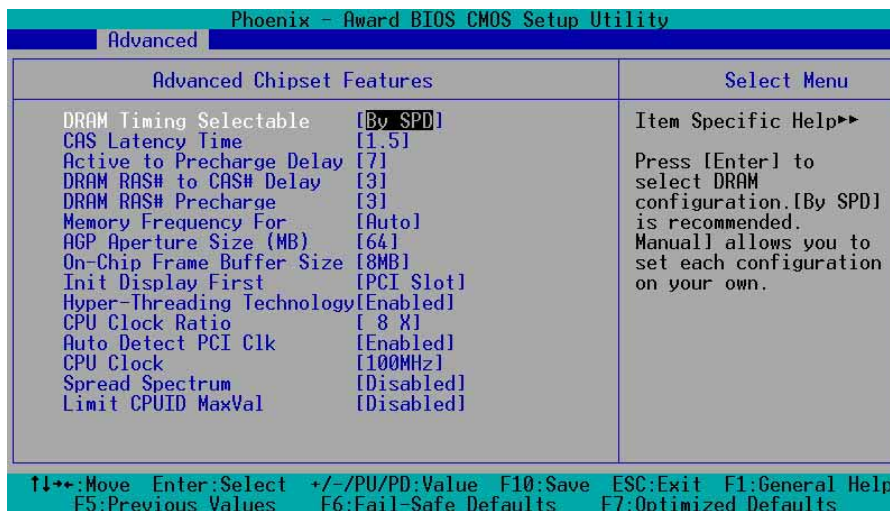 Phoenix - Award BIOS CMOS Setup Utility
Advanced
Advanced Chipset Features
Select Menu
DRAM Timing Selectable [By SPD]
CAS Latency Time [1.5]
Active to Precharge Delay [7]
DRAM RAS# to CAS# Delay [3]
DRAM RAS# Precharge [3]
Memory Frequency For [Auto]
AGP Aperture Size (MB) [64]
On-Chip Frame Buffer Size [8MB]
Init Display First [PCI Slot]
Hyper-Threading Technology[Enabled]
CPU Clock Ratio [ 8 X]
Auto Detect PCI Clk [Enabled]
CPU Clock [100MHz]
Spread Spectrum [Disabled]
Limit CPUID MaxVal [Disabled]
Item Specific Help▸▸
Press [Enter] to
select DRAM
configuration.[By SPD]
is recommended.
Manual] allows you to
set each configuration
on your own.
↑↓→←:Move Enter:Select +/-/PU/PD:Value F10:Save ESC:Exit F1:General Help
F5:Previous Values F6:Fail-Safe Defaults F7:Optimized Defaults